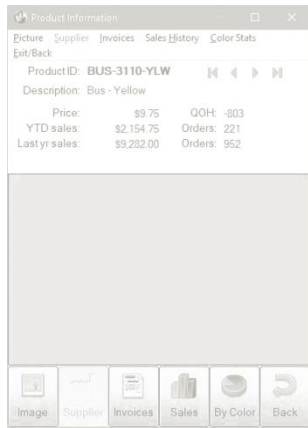 Product Information
Picture Supplier Invoices Sales History Color Stats
Exit/Back
Product ID: BUS-3110-YLW
Description: Bus - Yellow
Price: $9.75 QOH: -803
YTD sales: $2,154.75 Orders: 221
Last yr sales: $9,282.00 Orders: 952
Image Supplier Invoices Sales By Color Back